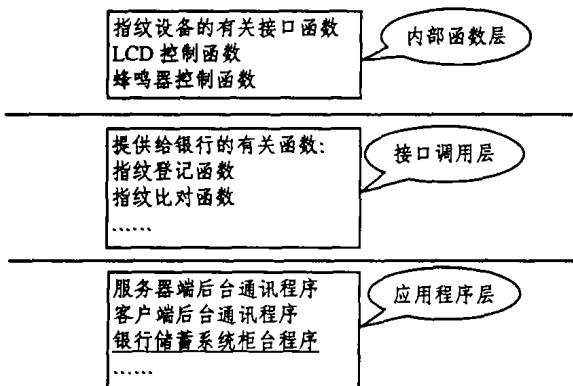 指纹设备的有关接口函数
LCD 控制函数
蜂鸣器控制函数
内部函数层
提供给银行的有关函数:
指纹登记函数
指纹比对函数
……
接口调用层
服务器端后台通讯程序
客户端后台通讯程序
银行储蓄系统柜台程序
……
应用程序层